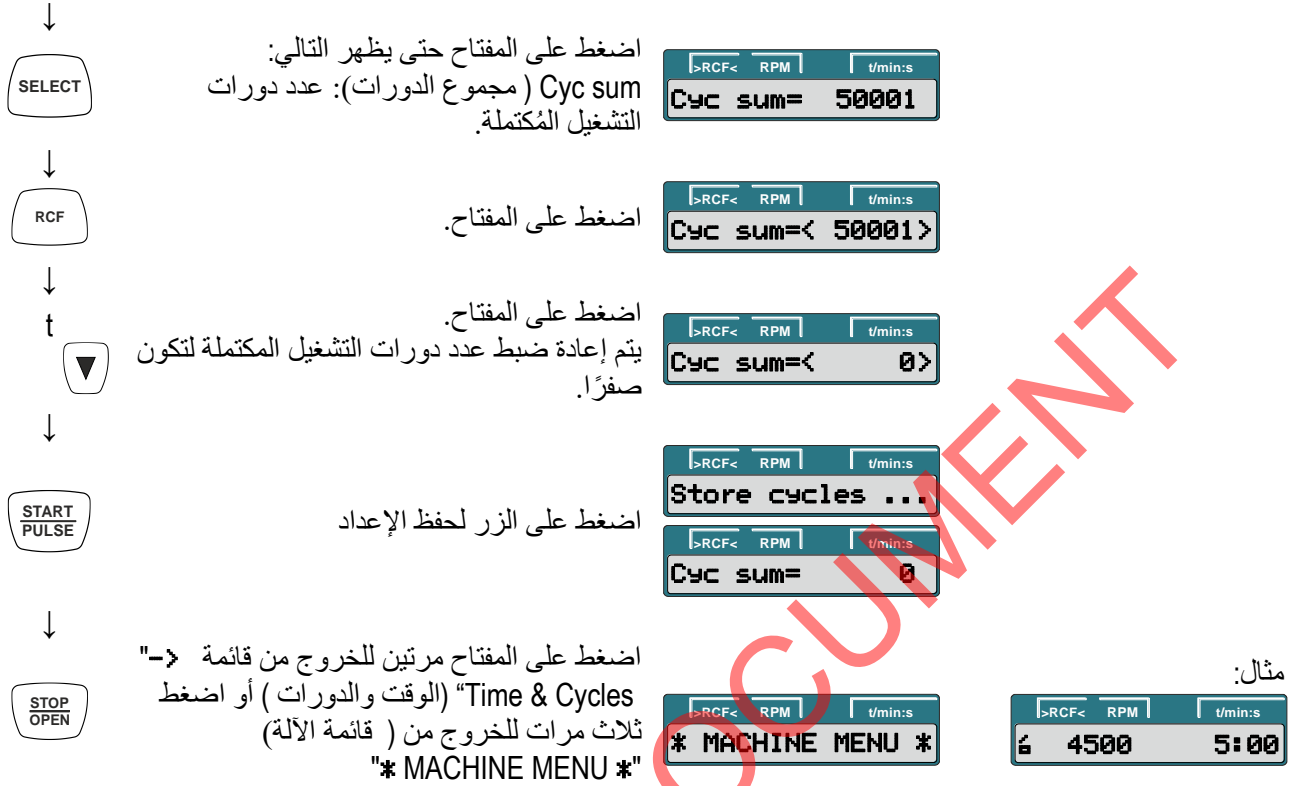 ↓
SELECT
اضغط على المفتاح حتى يظهر التالي:
Cyc sum ( مجموع الدورات): عدد دورات
التشغيل المُكتملة.
>RCF< RPM t/min:s
Cyc sum= 50001
↓
RCF
اضغط على المفتاح.
>RCF< RPM t/min:s
Cyc sum=< 50001>
↓
t
▼
اضغط على المفتاح.
يتم إعادة ضبط عدد دورات التشغيل المكتملة لتكون
صفرًا.
>RCF< RPM t/min:s
Cyc sum=< 0>
↓
START
PULSE
اضغط على الزر لحفظ الإعداد
>RCF< RPM t/min:s
Store cycles ...
>RCF< RPM t/min:s
Cyc sum= 0
↓
STOP
OPEN
اضغط على المفتاح مرتين للخروج من قائمة "-<
Time & Cycles“ (الوقت والدورات ) أو اضغط
ثلاث مرات للخروج من ( قائمة الآلة)
"* MACHINE MENU *"
>RCF< RPM t/min:s
* MACHINE MENU *
مثال:
>RCF< RPM t/min:s
4500 5:00
OCUMENT